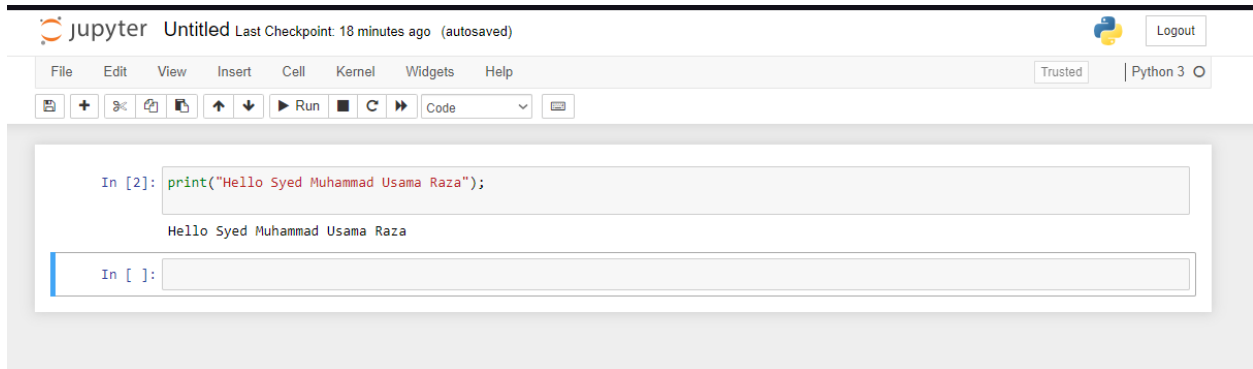 jupyter Untitled Last Checkpoint: 18 minutes ago (autosaved)
Logout
File Edit View Insert Cell Kernel Widgets Help
Trusted Python 3
Run Code
In [2]: print("Hello Syed Muhammad Usama Raza");
Hello Syed Muhammad Usama Raza
In [ ]: